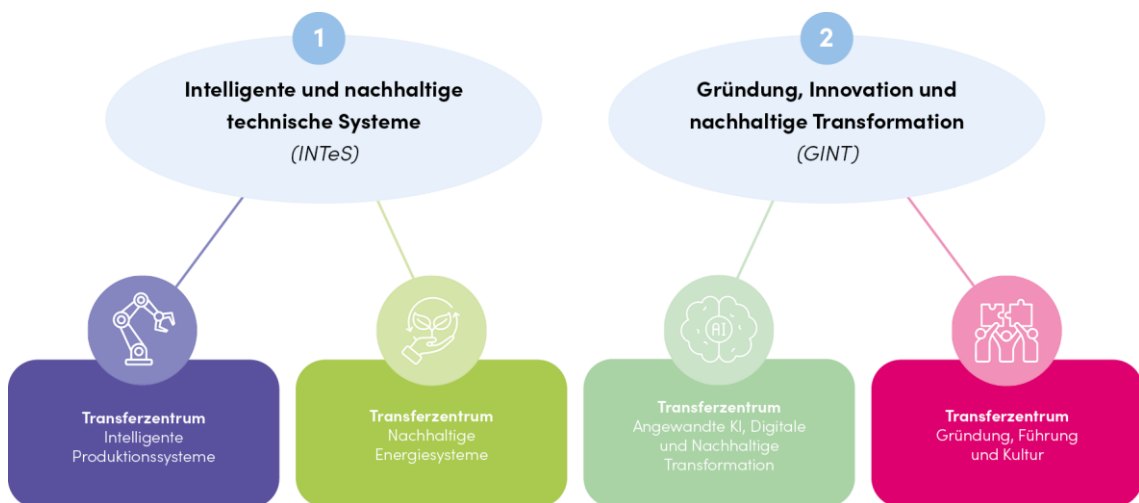 1
Intelligente und nachhaltige
technische Systeme
(INTeS)
2
Gründung, Innovation und
nachhaltige Transformation
(GINT)
Transferzentrum
Intelligente
Produktionssysteme
Transferzentrum
Nachhaltige
Energiesysteme
AI
Transferzentrum
Angewandte KI, Digitale
und Nachhaltige
Transformation
Transferzentrum
Gründung, Führung
und Kultur